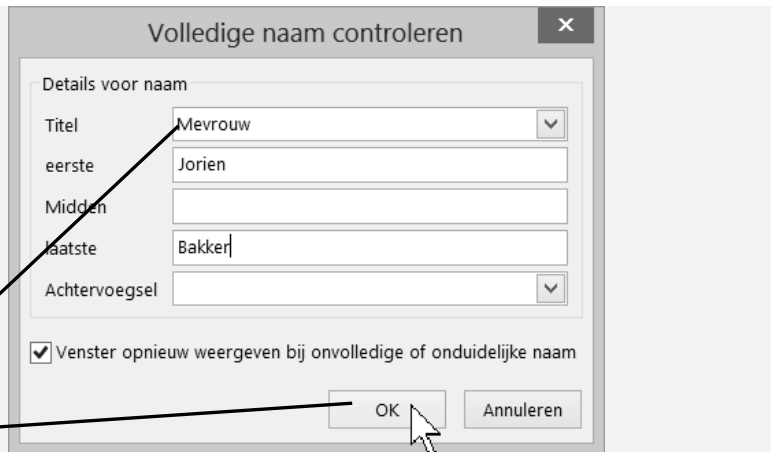 Volledige naam controleren
Details voor naam
Titel Mevrouw
eerste Jorien
Midden
laatste Bakker
Achtervoegsel
Venster opnieuw weergeven bij onvolledige of onduidelijke naam
OK Annuleren